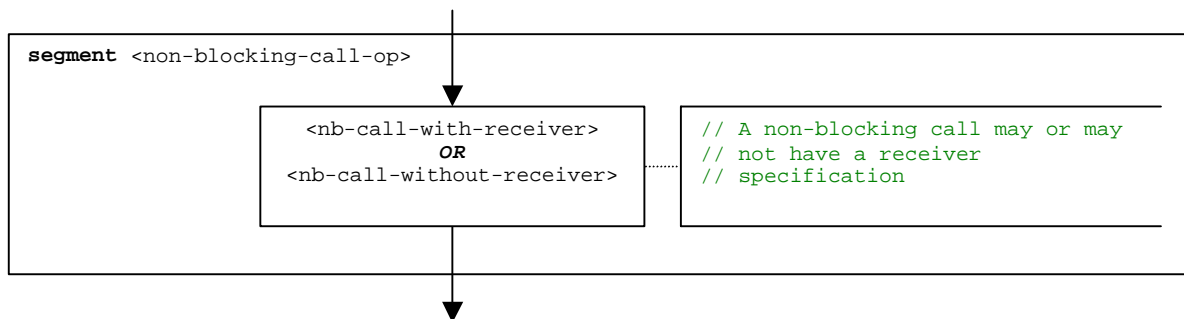 segment <non-blocking-call-op>
<nb-call-with-receiver>
OR
<nb-call-without-receiver>
// A non-blocking call may or may
// not have a receiver
// specification